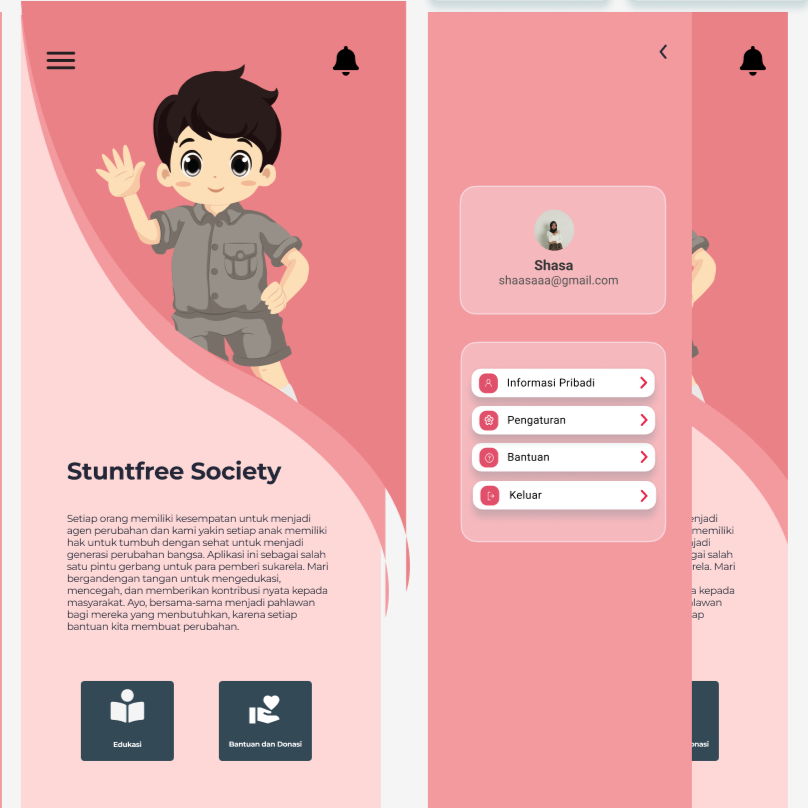 Stuntfree Society
Setiap orang memiliki kesempatan untuk menjadi
agen perubahan dan kami yakin setiap anak memiliki
hak untuk tumbuh dengan sehat untuk menjadi
generasi perubahan bangsa. Aplikasi ini sebagai salah
satu pintu gerbang untuk para pemberi sukarela. Mari
bergandengan tangan untuk mengedukasi,
mencegah, dan memberikan kontribusi nyata kepada
masyarakat. Ayo, bersama-sama menjadi pahlawan
bagi mereka yang menbutuhkan, karena setiap
bantuan kita membuat perubahan.
Edukasi
Bantuan dan Donasi
Shasa
shaasaaa@gmail.com
Informasi Pribadi
Pengaturan
Bantuan
Keluar
enjadi
memiliki
jadi
gai salah
rela. Mari
a kepada
lawan
ap
onasi